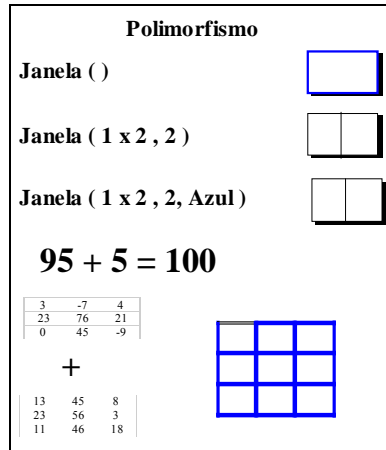 Polimorfismo
Janela ( )
Janela ( 1 x 2 , 2 )
Janela ( 1 x 2 , 2, Azul )
95 + 5 = 100
3 -7 4
23 76 21
0 45 -9
+
13 45 8
23 56 3
11 46 18